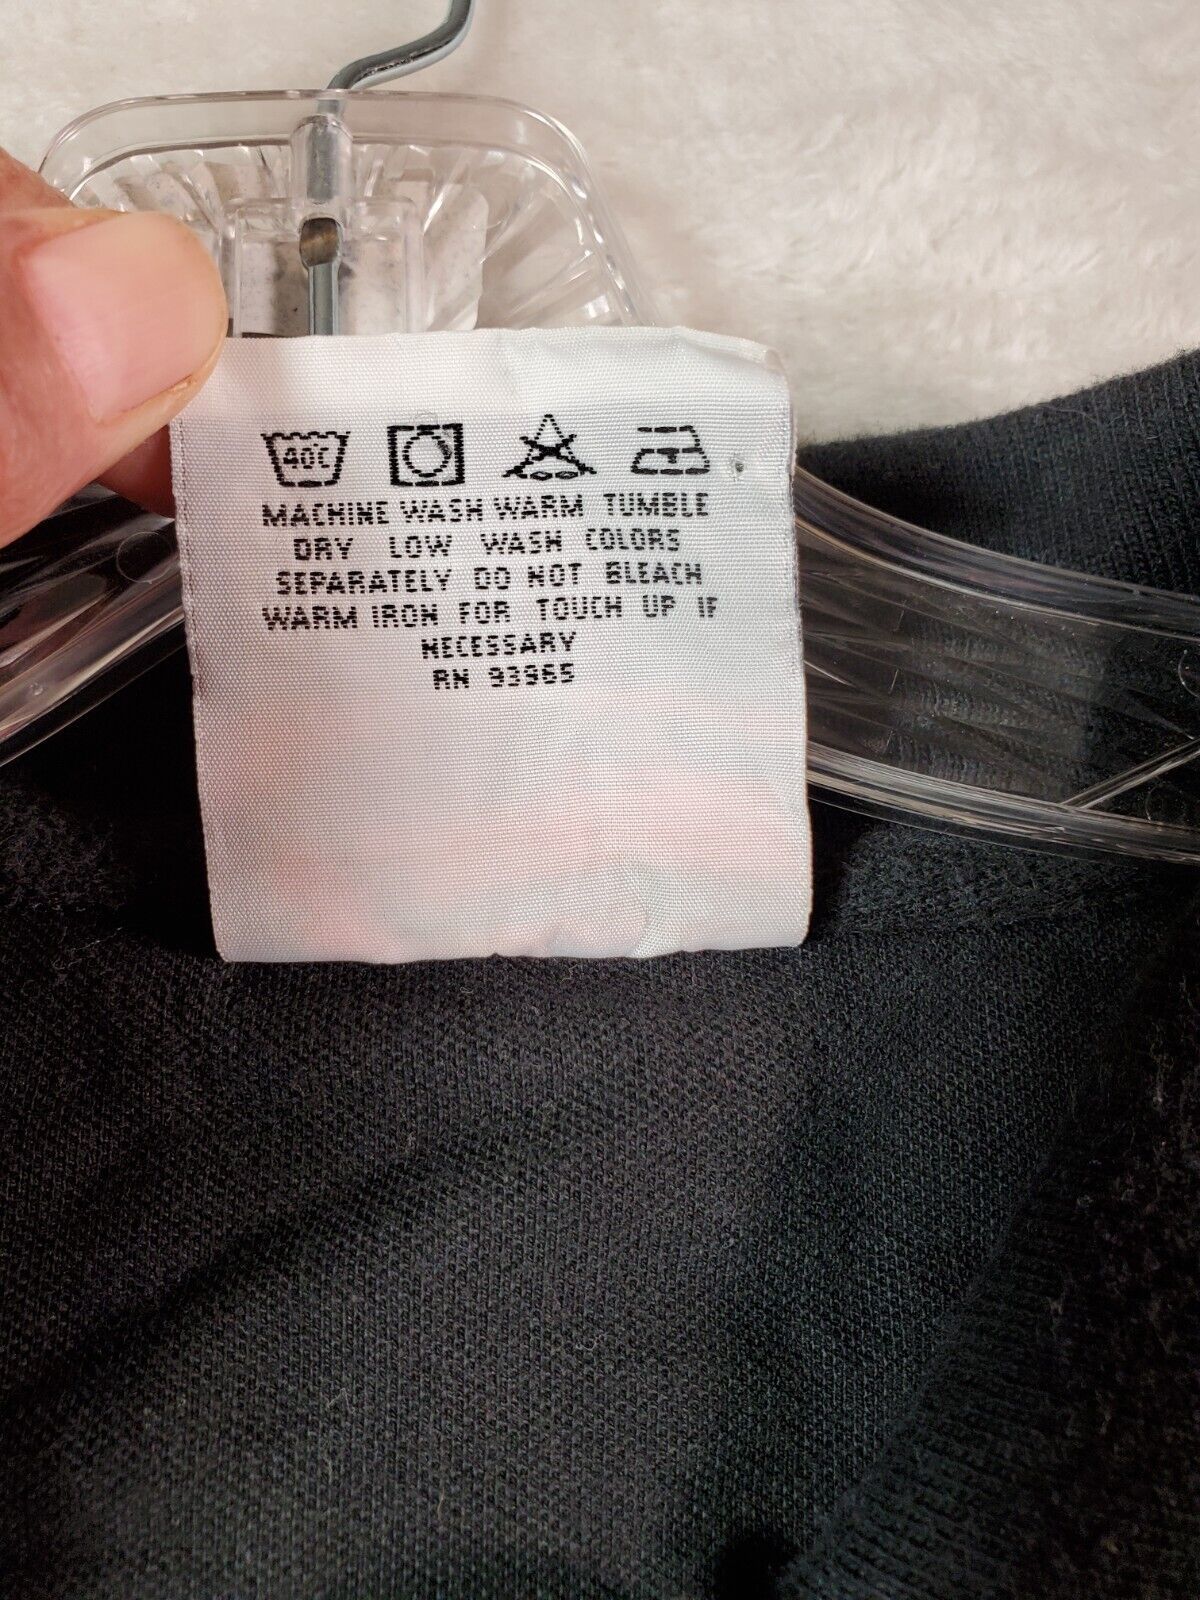 40C
MACHINE WASH WARM TUMBLE
DRY LOW WASH COLORS
SEPARATELY DO NOT BLEACH
WARM IRON FOR TOUCH UP IF
NECESSARY
RN 93965